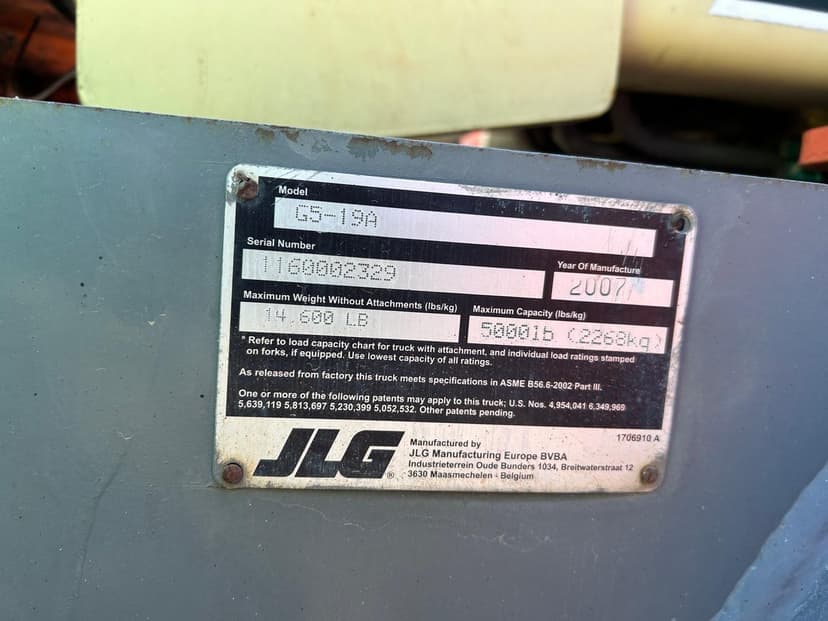 Model
G5-19A
Serial Number
1160002329
Year Of Manufacture
2007
Maximum Weight Without Attachments (lbs/kg)
14.600 LB
Maximum Capacity (lbs/kg)
5000lb (2268kg)
* Refer to load capacity chart for truck with attachment, and individual load ratings stamped
on forks, if equipped. Use lowest capacity of all ratings.
As released from factory this truck meets specifications in ASME B56.6-2002 Part III.
One or more of the following patents may apply to this truck; U.S. Nos. 4,954,041 6,349,969
5,639,119 5,813,697 5,230,399 5,052,532. Other patents pending.
1706910 A
JLG®
Manufactured by
JLG Manufacturing Europe BVBA
Industrieterrein Oude Bunders 1034, Breitwaterstraat 12
3630 Maasmechelen - Belgium